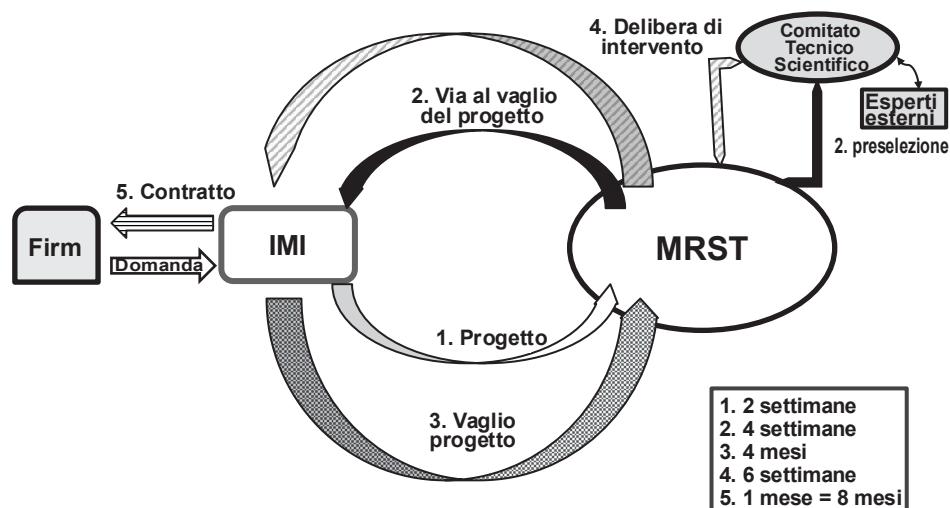 4. Delibera di
intervento
Comitato
Tecnico
Scientifico
Esperti
esterni
2. preselezione
2. Via al vaglio
del progetto
5. Contratto
Firm
Domanda
IMI
MRST
1. Progetto
3. Vaglio
progetto
1. 2 settimane
2. 4 settimane
3. 4 mesi
4. 6 settimane
5. 1 mese = 8 mesi